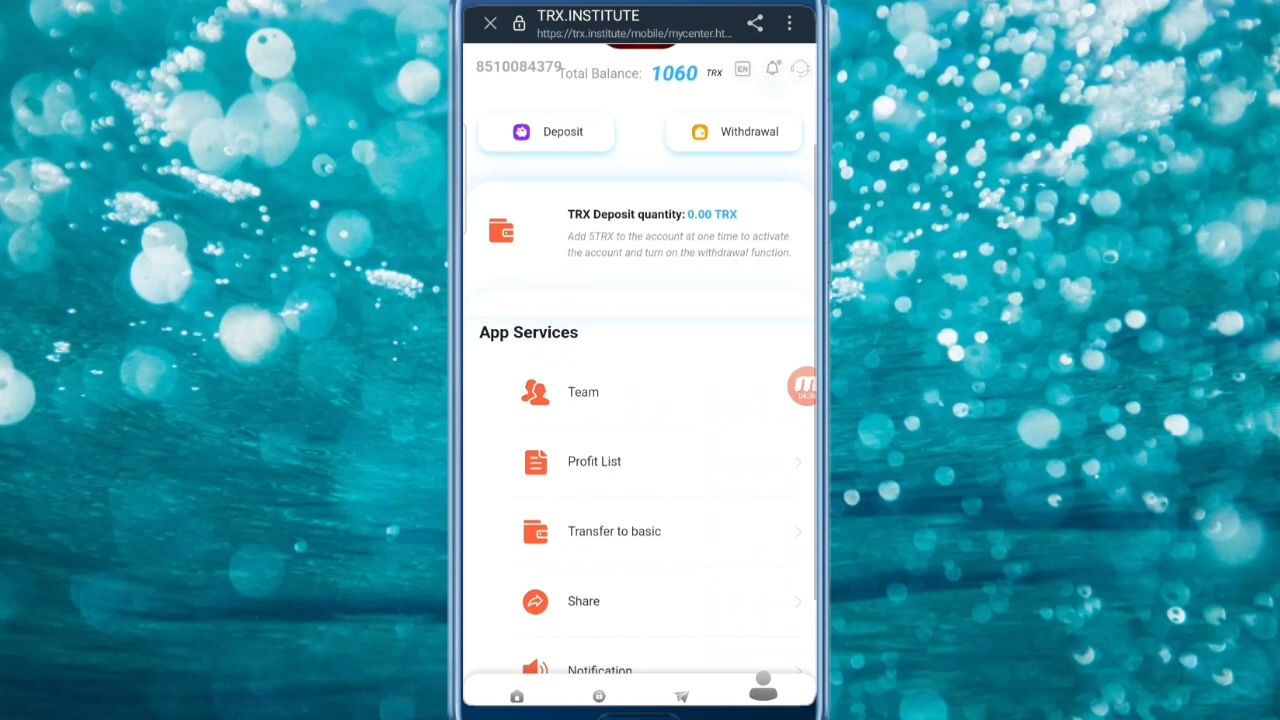 TRX.INSTITUTE
https://trx.institute/mobile/mycenter.ht...
8510084379
Total Balance: 1060 TRX
EN
Deposit
Withdrawal
TRX Deposit quantity: 0.00 TRX
Add 5TRX to the account at one time to activate
the account and turn on the withdrawal function.
App Services
Team
04:36
Profit List
Transfer to basic
Share
Notification